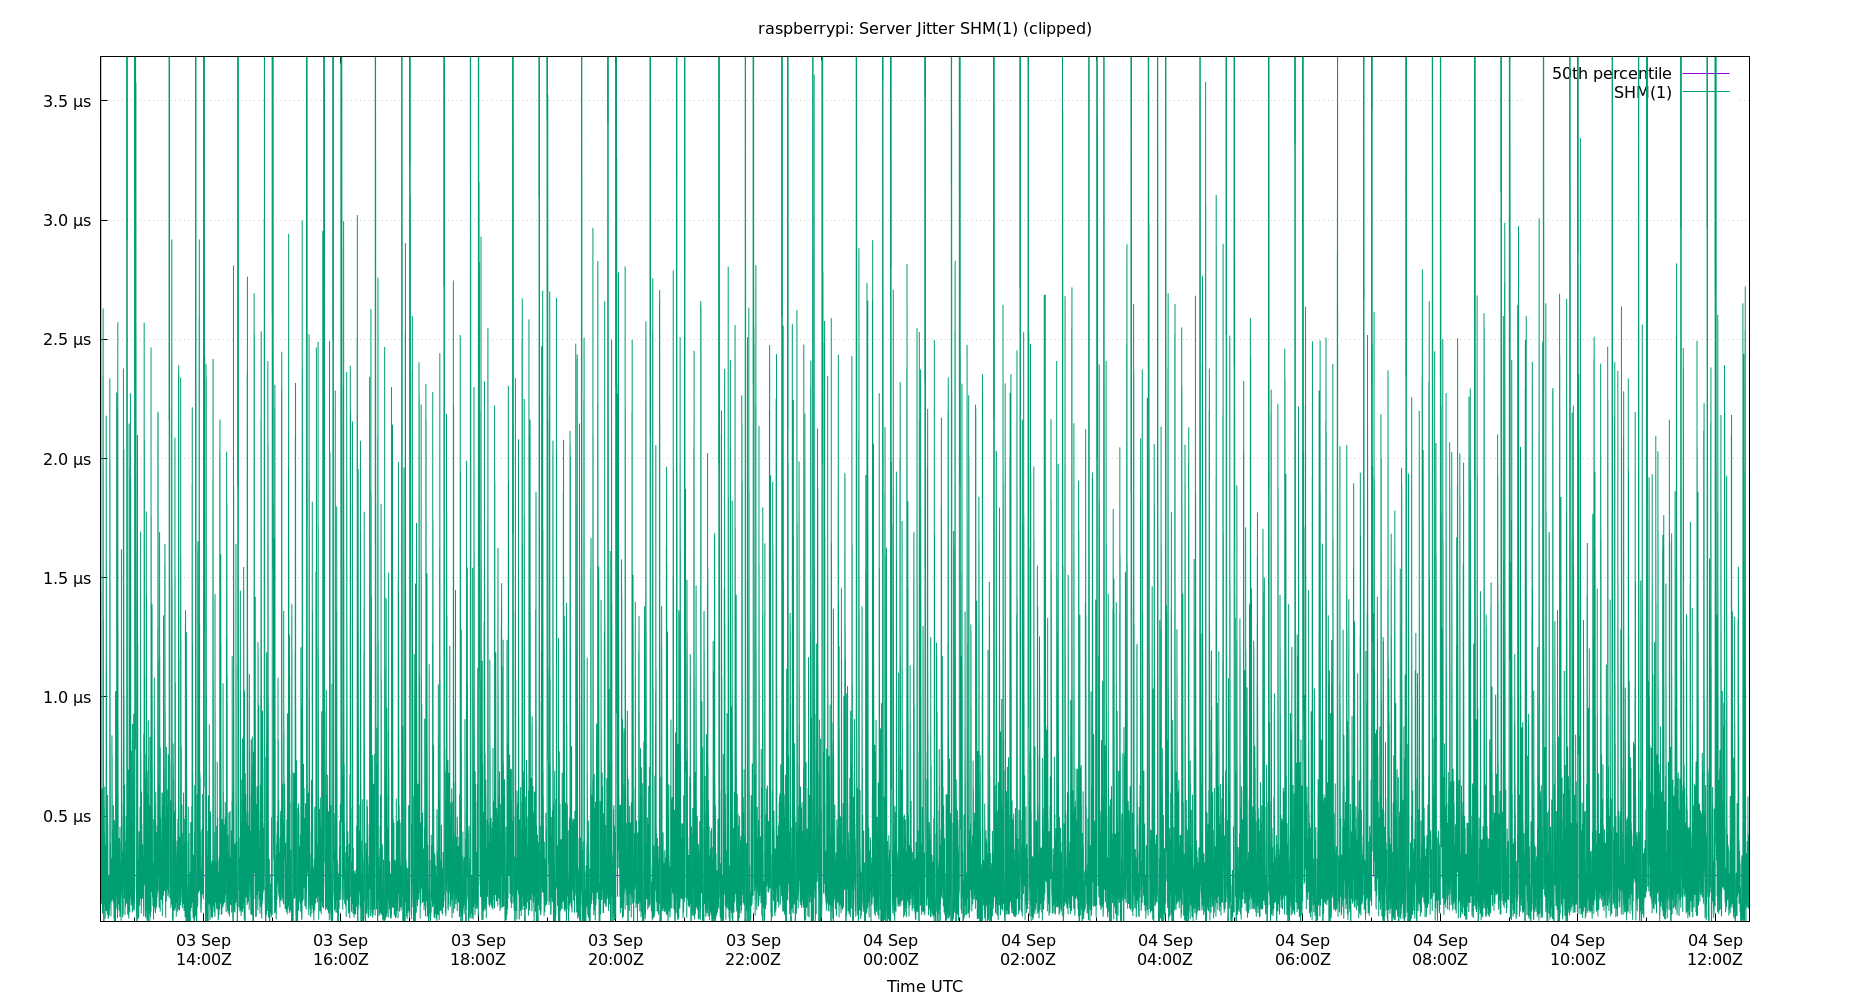 raspberrypi: Server Jitter SHM(1) (clipped)
50th percentile
SHM(1)
3.5 µs
3.0 µs
2.5 µs
2.0 µs
1.5 µs
1.0 µs
0.5 µs
03 Sep 03 Sep 03 Sep 03 Sep 03 Sep 04 Sep 04 Sep 04 Sep 04 Sep 04 Sep 04 Sep 04 Sep
14:00Z 16:00Z 18:00Z 20:00Z 22:00Z 00:00Z 02:00Z 04:00Z 06:00Z 08:00Z 10:00Z 12:00Z
Time UTC